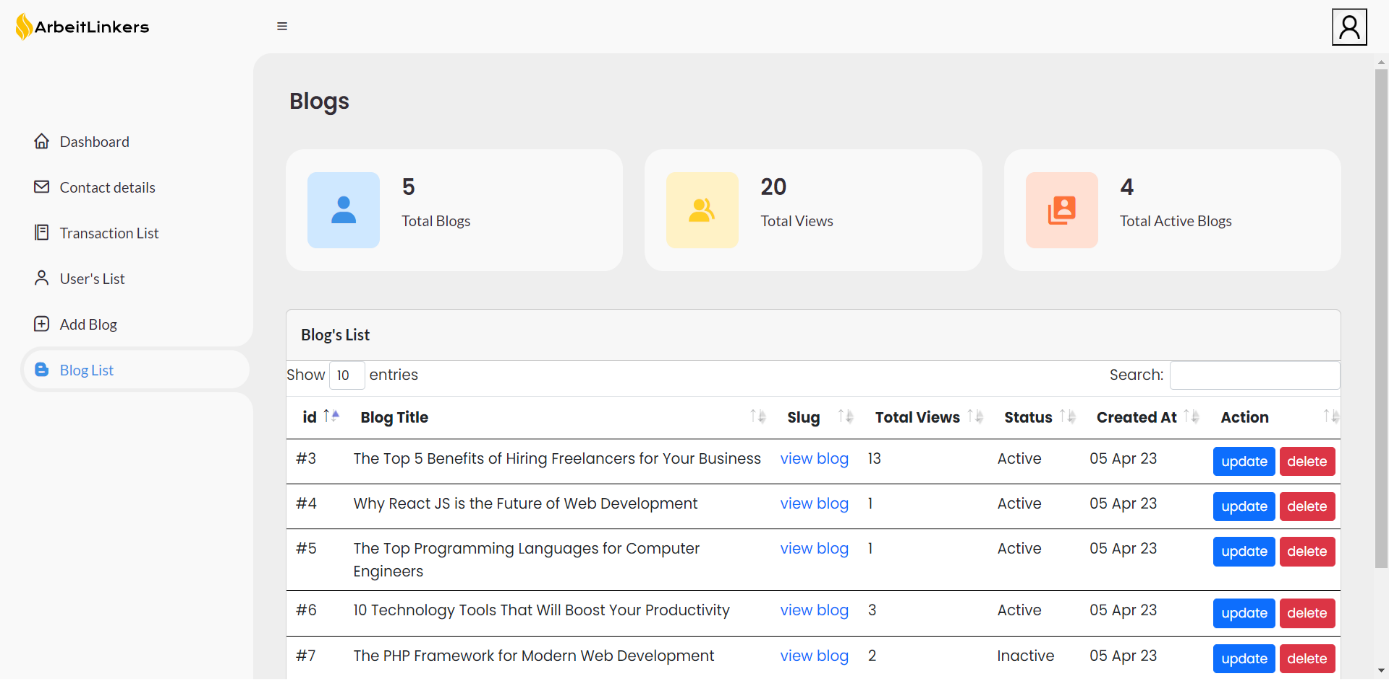 ArbeitLinkers
Blogs
Dashboard
Contact details
Transaction List
User's List
Add Blog
Blog List
5
Total Blogs
20
Total Views
4
Total Active Blogs
Blog's List
Show 10 entries Search:
id Blog Title Slug Total Views Status Created At Action
#3 The Top 5 Benefits of Hiring Freelancers for Your Business view blog 13 Active 05 Apr 23 update delete
#4 Why React JS is the Future of Web Development view blog 1 Active 05 Apr 23 update delete
#5 The Top Programming Languages for Computer view blog 1 Active 05 Apr 23 update delete
Engineers
#6 10 Technology Tools That Will Boost Your Productivity view blog 3 Active 05 Apr 23 update delete
#7 The PHP Framework for Modern Web Development view blog 2 Inactive 05 Apr 23 update delete